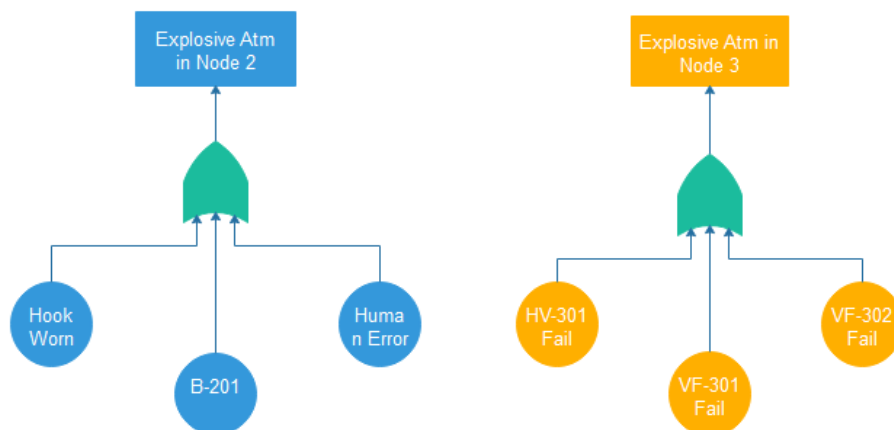 Explosive Atm
in Node 2
Explosive Atm in
Node 3
Hook
Worn
Huma
n Error
B-201
HV-301
Fail
VF-302
Fail
VF-301
Fail